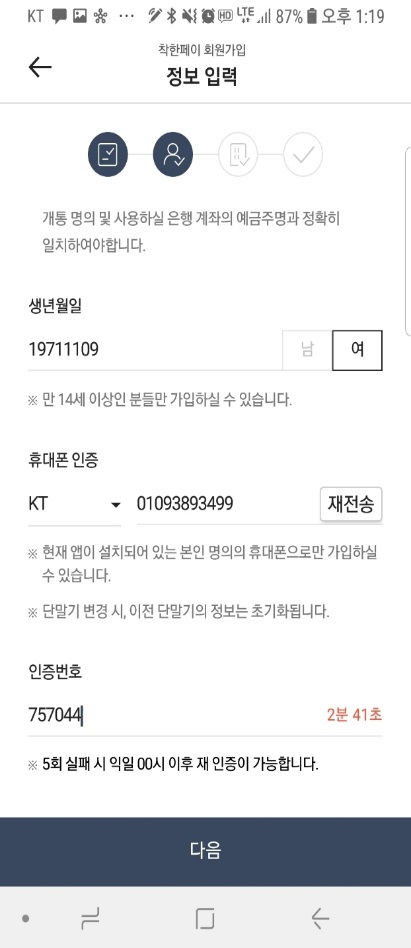 KT ··· HD LTE 87% 오후 1:19
착한페이 회원가입
정보 입력
개통 명의 및 사용하실 은행 계좌의 예금주명과 정확히
일치하여야합니다.
생년월일
19711109 남 여
※ 만 14세 이상인 분들만 가입하실 수 있습니다.
휴대폰 인증
KT 01093893499 재전송
※ 현재 앱이 설치되어 있는 본인 명의의 휴대폰으로만 가입하실
수 있습니다.
※ 단말기 변경 시, 이전 단말기의 정보는 초기화됩니다.
인증번호
757044 2분 41초
※ 5회 실패 시 익일 00시 이후 재 인증이 가능합니다.
다음